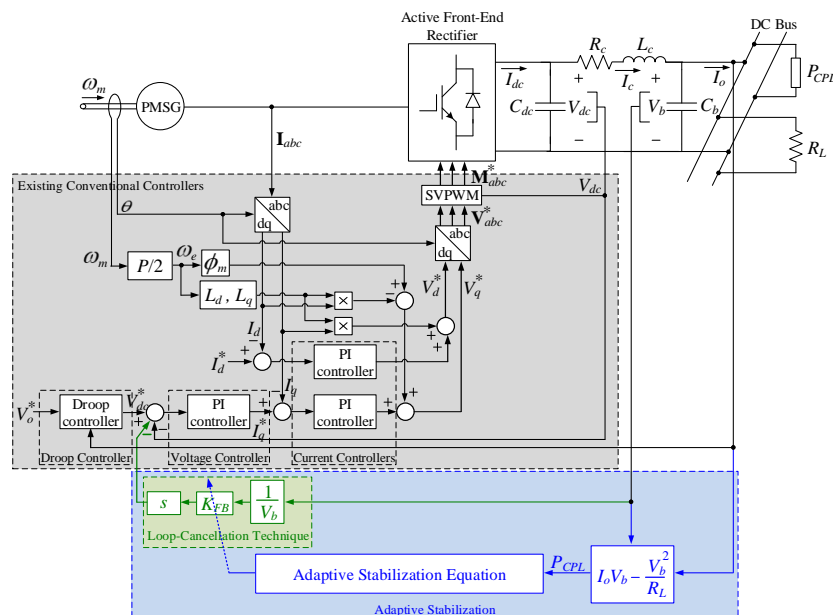 Active Front-End
Rectifier
DC Bus
R_c
L_c
ω_m
PMSG
I_dc
I_c
I_o
P_CPL
C_dc
V_dc
V_b
C_b
+
+
−
−
R_L
I_abc
M*_abc
Existing Conventional Controllers
SVPWM
V_dc
θ
abc
dq
V*_abc
abc
dq
ω_m
P/2
ω_e
ϕ_m
V*_d
V*_q
L_d , L_q
×
−
+
×
+
+
I_d
−
+
I*_d
PI
controller
V*_o
Droop
controller
V*_dc
+
−
−
PI
controller
+
−
I_q
I*_q
PI
controller
+
+
Droop Controller
Voltage Controller
Current Controllers
s
K_FB
1
V_b
Loop-Cancellation Technique
Adaptive Stabilization Equation
P_CPL
I_oV_b − V_b^2
R_L
Adaptive Stabilization